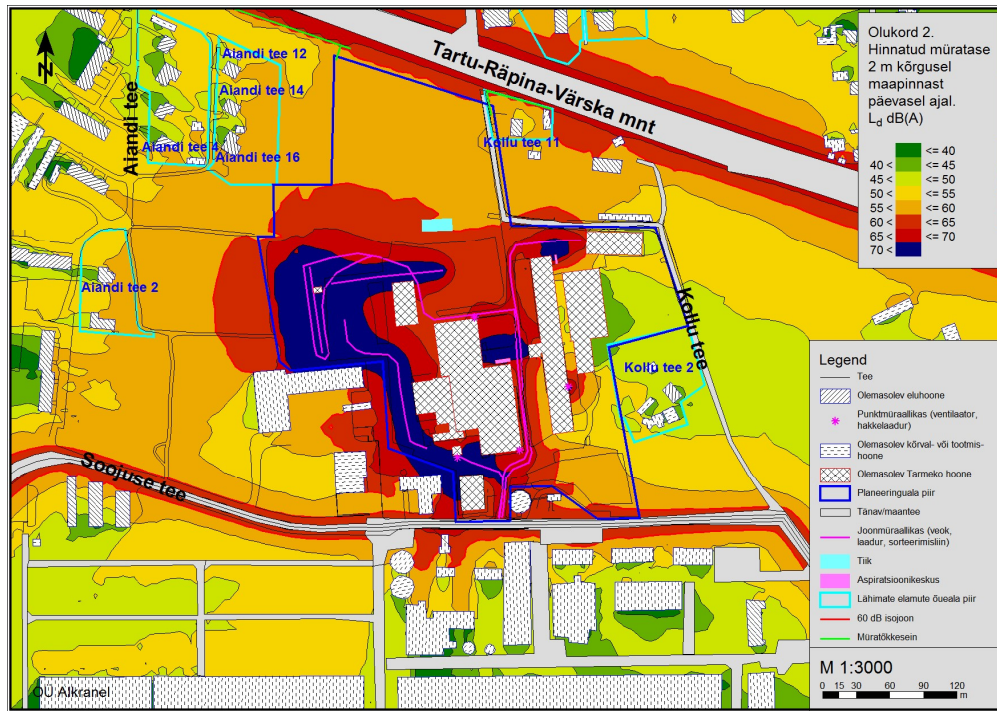 N
Aiandi tee
Aiandi tee 12
Aiandi tee 14
Aiandi tee 4
Aiandi tee 16
Aiandi tee 2
Tartu-Räpina-Värska mnt
Kollu tee 11
Kollu tee
Kollu tee 2
Soojuse tee
OÜ Alkranel
Olukord 2.
Hinnatud müratase
2 m kõrgusel
maapinnast
päevasel ajal.
Ld dB(A)
<= 40
40 < <= 45
45 < <= 50
50 < <= 55
55 < <= 60
60 < <= 65
65 < <= 70
70 <
Legend
Tee
Olemasolev eluhoone
Punktmüraallikas (ventilaator,
hakkelaadur)
Olemasolev kõrval- või tootmis-
hoone
Olemasolev Tarmeko hoone
Planeeringuala piir
Tänav/maantee
Joonmüraallikas (veok,
laadur, sorteerimisliin)
Tiik
Aspiratsioonikeskus
Lähimate elamute õueala piir
60 dB isojoon
Müratõkkesein
M 1:3000
0 15 30 60 90 120
m